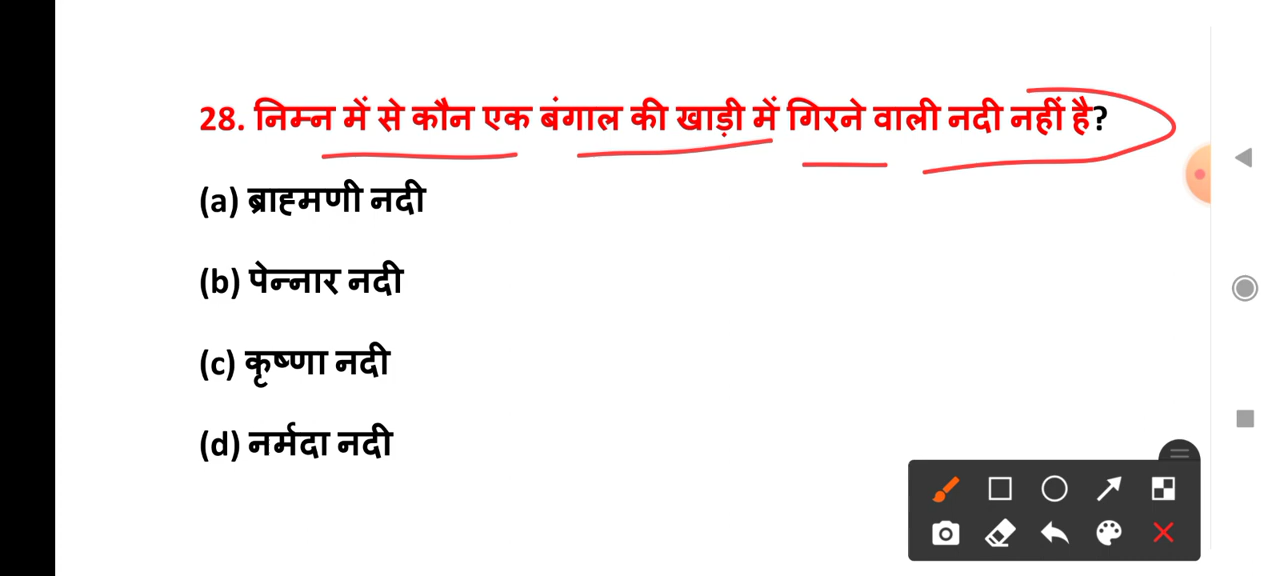 28. निम्न में से कौन एक बंगाल की खाड़ी में गिरने वाली नदी नहीं है?
(a) ब्राह्मणी नदी
(b) पेन्नार नदी
(c) कृष्णा नदी
(d) नर्मदा नदी